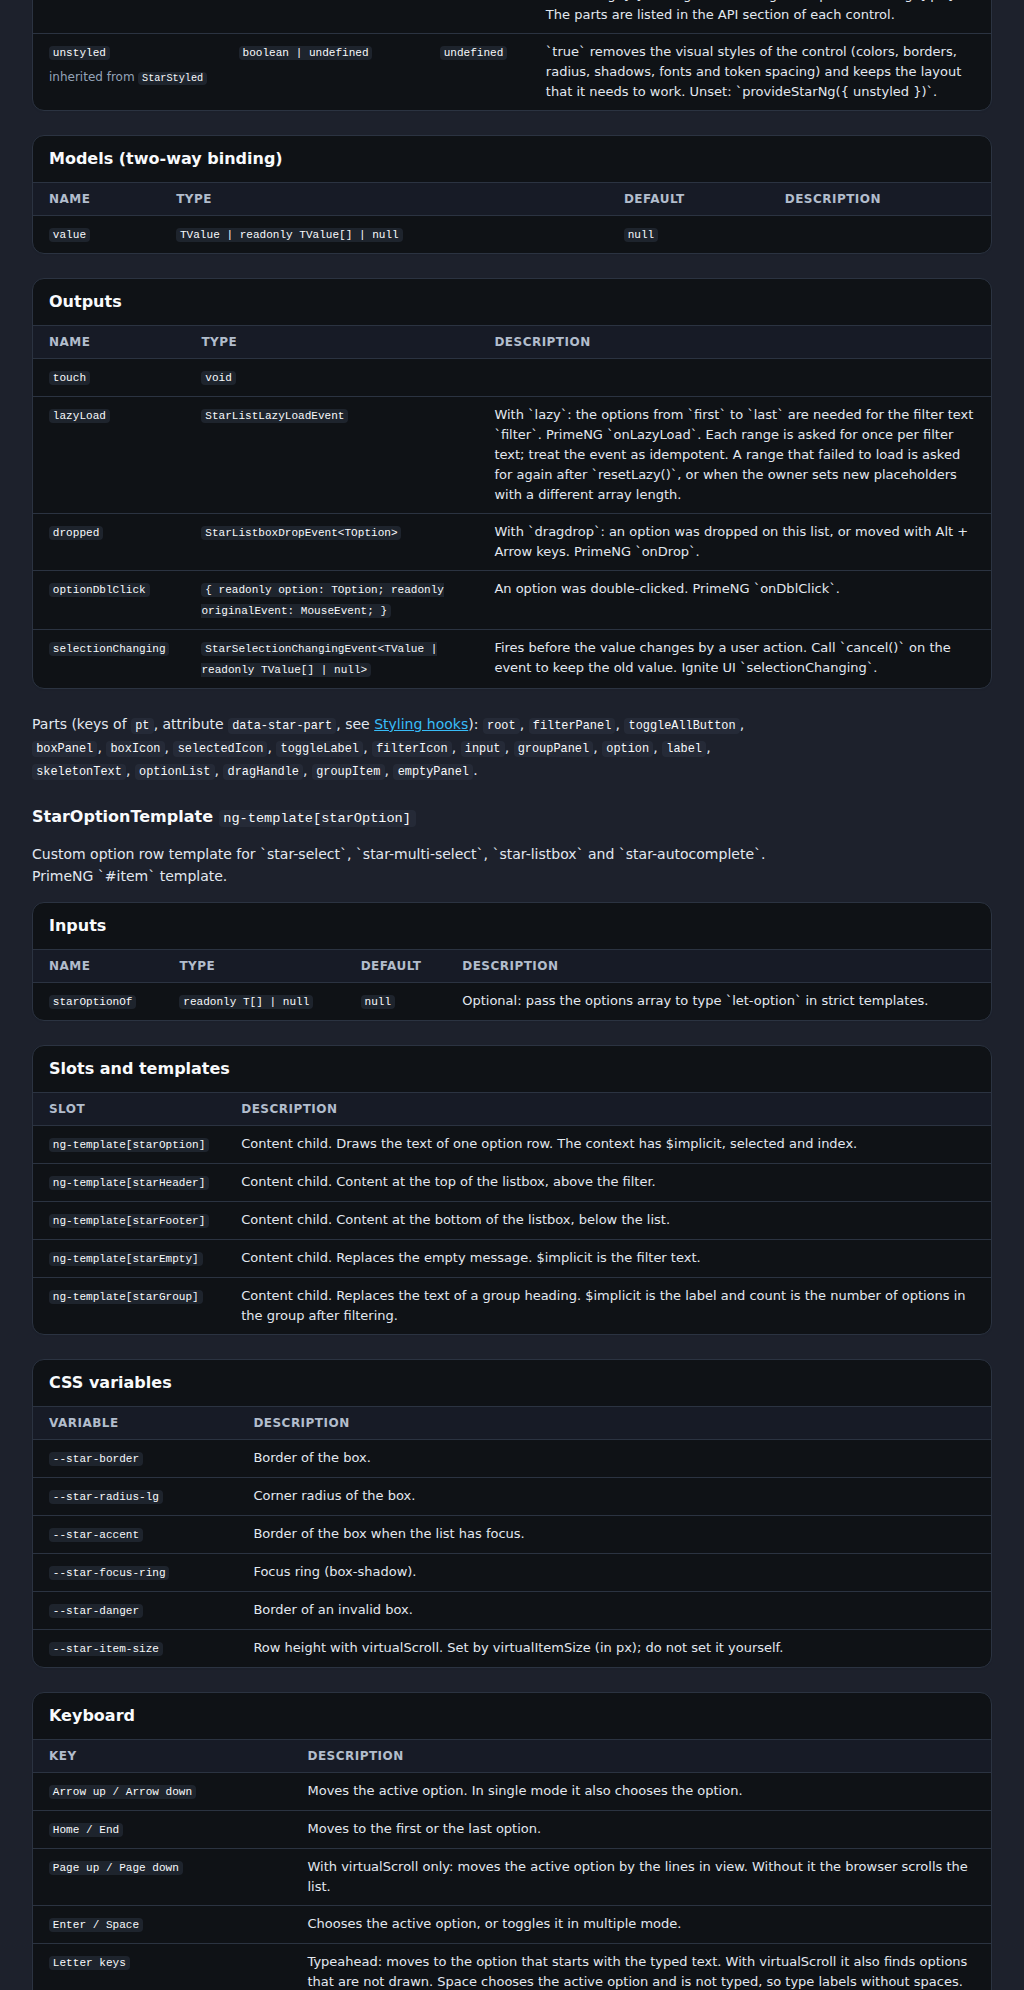 The parts are listed in the API section of each control.
unstyled boolean | undefined undefined `true` removes the visual styles of the control (colors, borders,
inherited from StarStyled radius, shadows, fonts and token spacing) and keeps the layout
that it needs to work. Unset: `provideStarNg({ unstyled })`.
Models (two-way binding)
NAME TYPE DEFAULT DESCRIPTION
value TValue | readonly TValue[] | null null
Outputs
NAME TYPE DESCRIPTION
touch void
lazyLoad StarListLazyLoadEvent With `lazy`: the options from `first` to `last` are needed for the filter text
`filter`. PrimeNG `onLazyLoad`. Each range is asked for once per filter
text; treat the event as idempotent. A range that failed to load is asked
for again after `resetLazy()`, or when the owner sets new placeholders
with a different array length.
dropped StarListboxDropEvent<TOption> With `dragdrop`: an option was dropped on this list, or moved with Alt +
Arrow keys. PrimeNG `onDrop`.
optionDblClick { readonly option: TOption; readonly An option was double-clicked. PrimeNG `onDblClick`.
originalEvent: MouseEvent; }
selectionChanging StarSelectionChangingEvent<TValue | Fires before the value changes by a user action. Call `cancel()` on the
readonly TValue[] | null> event to keep the old value. Ignite UI `selectionChanging`.
Parts (keys of pt, attribute data-star-part, see Styling hooks): root, filterPanel, toggleAllButton,
boxPanel, boxIcon, selectedIcon, toggleLabel, filterIcon, input, groupPanel, option, label,
skeletonText, optionList, dragHandle, groupItem, emptyPanel.
StarOptionTemplate ng-template[starOption]
Custom option row template for `star-select`, `star-multi-select`, `star-listbox` and `star-autocomplete`.
PrimeNG `#item` template.
Inputs
NAME TYPE DEFAULT DESCRIPTION
starOptionOf readonly T[] | null null Optional: pass the options array to type `let-option` in strict templates.
Slots and templates
SLOT DESCRIPTION
ng-template[starOption] Content child. Draws the text of one option row. The context has $implicit, selected and index.
ng-template[starHeader] Content child. Content at the top of the listbox, above the filter.
ng-template[starFooter] Content child. Content at the bottom of the listbox, below the list.
ng-template[starEmpty] Content child. Replaces the empty message. $implicit is the filter text.
ng-template[starGroup] Content child. Replaces the text of a group heading. $implicit is the label and count is the number of options in
the group after filtering.
CSS variables
VARIABLE DESCRIPTION
--star-border Border of the box.
--star-radius-lg Corner radius of the box.
--star-accent Border of the box when the list has focus.
--star-focus-ring Focus ring (box-shadow).
--star-danger Border of an invalid box.
--star-item-size Row height with virtualScroll. Set by virtualItemSize (in px); do not set it yourself.
Keyboard
KEY DESCRIPTION
Arrow up / Arrow down Moves the active option. In single mode it also chooses the option.
Home / End Moves to the first or the last option.
Page up / Page down With virtualScroll only: moves the active option by the lines in view. Without it the browser scrolls the
list.
Enter / Space Chooses the active option, or toggles it in multiple mode.
Letter keys Typeahead: moves to the option that starts with the typed text. With virtualScroll it also finds options
that are not drawn. Space chooses the active option and is not typed, so type labels without spaces.